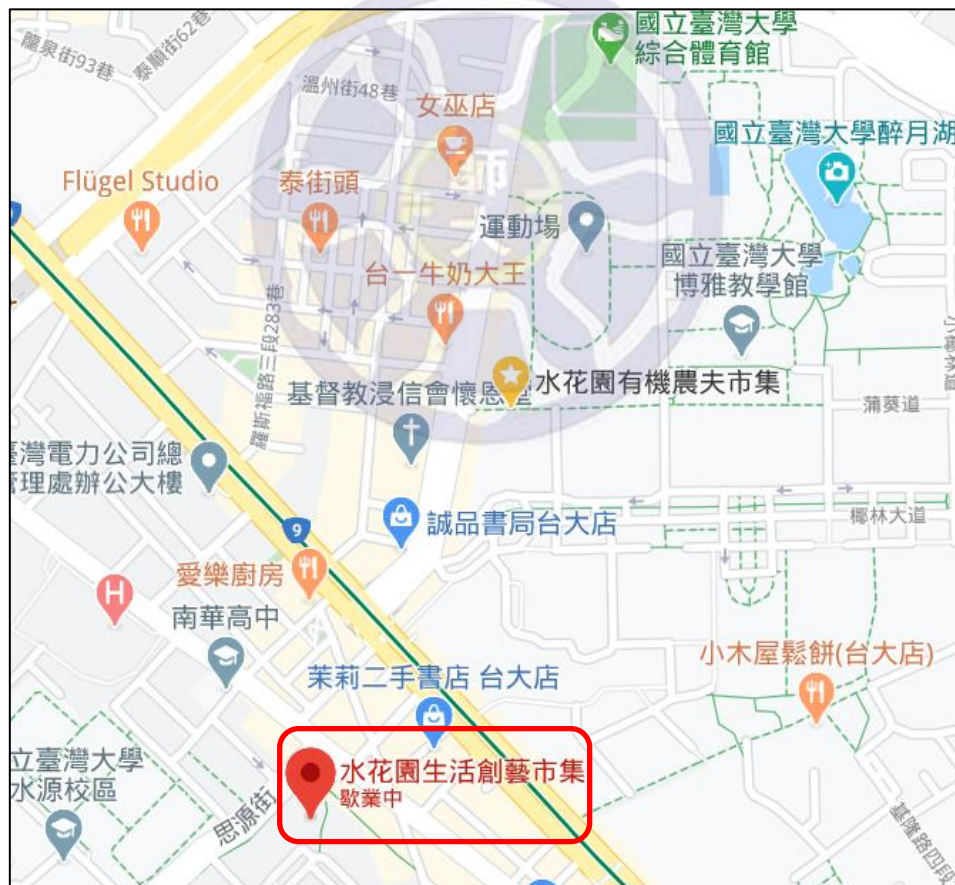 國立臺灣大學
綜合體育館
泰順街62巷
龍泉街93巷
溫州街48巷
女巫店
國立臺灣大學醉月湖
Flügel Studio
泰街頭
師
大
運動場
國立臺灣大學
博雅教學館
台一牛奶大王
小椰林道
羅斯福路三段283巷
水花園有機農夫市集
基督教浸信會懷恩堂
蒲葵道
臺灣電力公司總
管理處辦公大樓
誠品書局台大店
椰林大道
9
愛樂廚房
H
南華高中
小木屋鬆餅(台大店)
茉莉二手書店 台大店
水花園生活創藝市集
歇業中
立臺灣大學
水源校區
思源街
基隆路四段